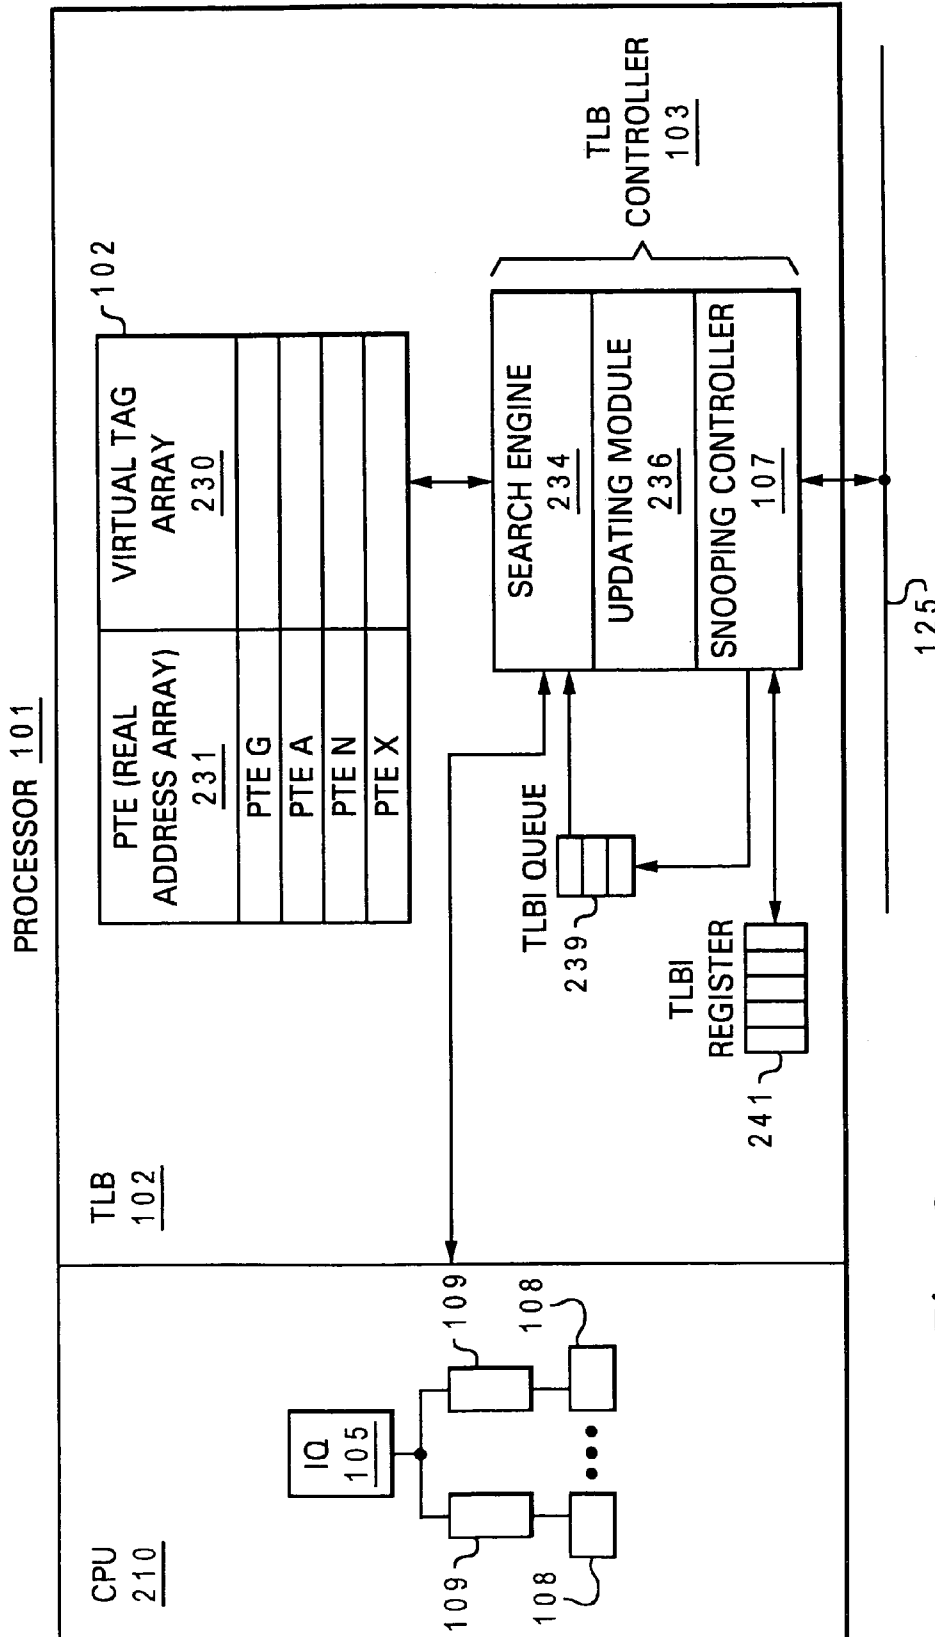 PROCESSOR 101
CPU
210
IQ
105
109
109
108
108
TLB
102
PTE (REAL
ADDRESS ARRAY)
231
VIRTUAL TAG
ARRAY
230
102
PTE G
PTE A
PTE N
PTE X
TLBI QUEUE
239
TLBI
REGISTER
241
SEARCH ENGINE
234
UPDATING MODULE
236
SNOOPING CONTROLLER
107
TLB
CONTROLLER
103
125